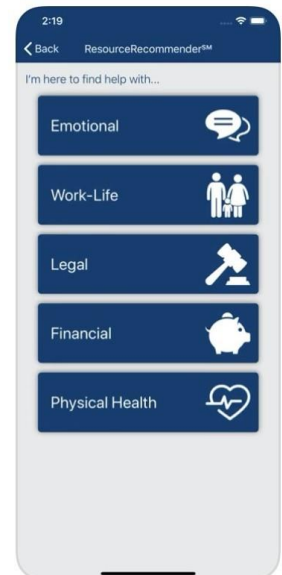 2:19
Back ResourceRecommender℠
I'm here to find help with...
Emotional
Work-Life
Legal
Financial
Physical Health